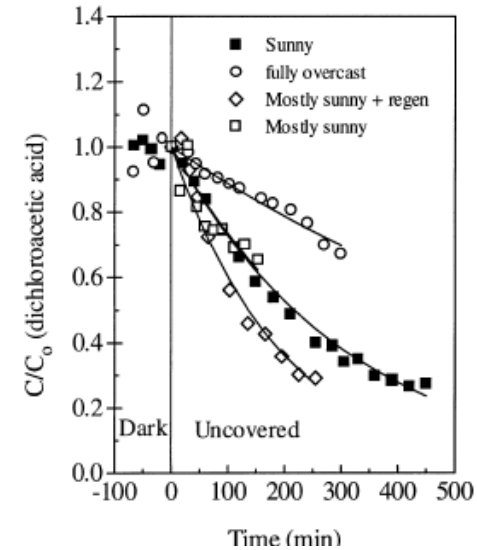 1.4
1.2
1.0
0.8
0.6
0.4
0.2
0.0
C/Co (dichloroacetic acid)
Sunny
fully overcast
Mostly sunny + regen
Mostly sunny
Dark
Uncovered
-100 0 100 200 300 400 500
Time (min)